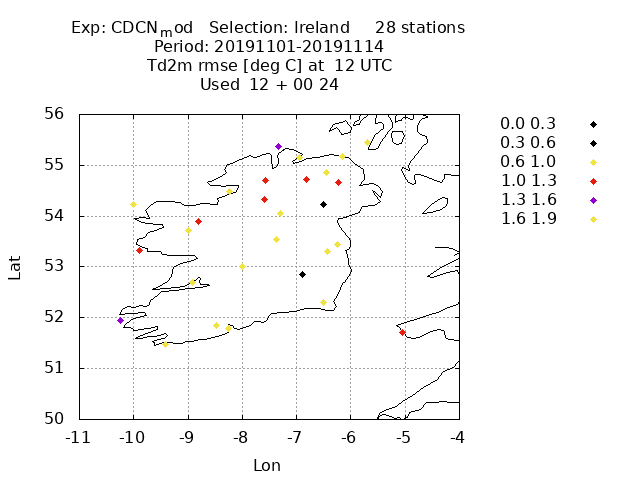 Exp: CDCN_mod   Selection: Ireland     28 stations
Period: 20191101-20191114
Td2m rmse [deg C] at  12 UTC
Used  12 + 00 24
0.0 0.3
0.3 0.6
0.6 1.0
1.0 1.3
1.3 1.6
1.6 1.9
56
55
54
53
52
51
50
Lat
-11 -10 -9 -8 -7 -6 -5 -4
Lon